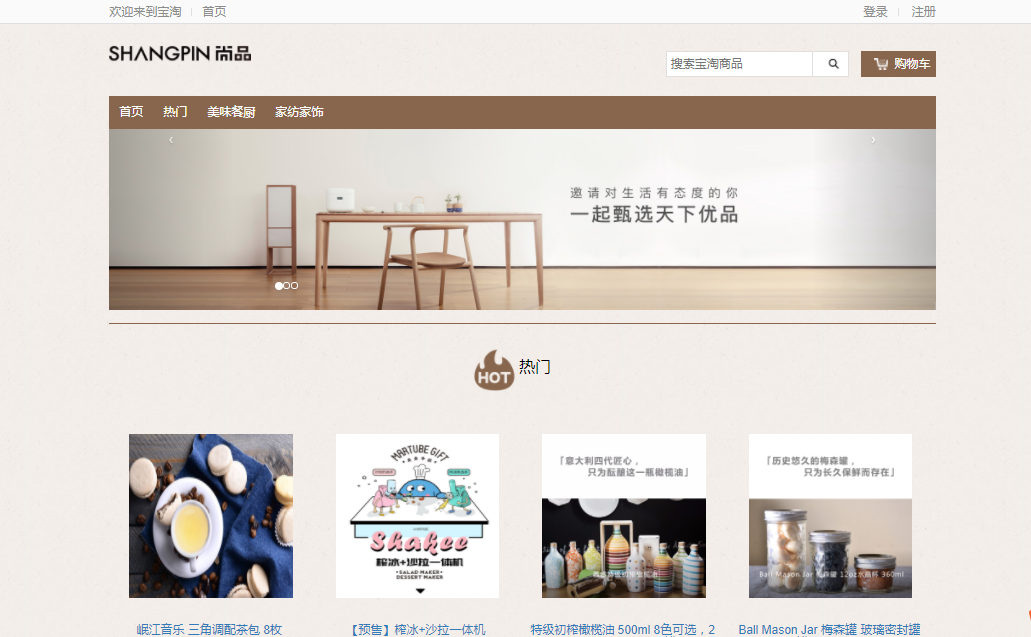 欢迎来到宝淘 首页 登录 注册
SHANGPIN 尚品
搜索宝淘商品 购物车
首页 热门 美味餐厨 家纺家饰
邀请对生活有态度的你
一起甄选天下优品
HOT 热门
MARTUBE GIFT
Shakee
榨冰+沙拉一体机
•SALAD MAKER•
DESSERT MAKER
「意大利四代匠心，
只为酝酿这一瓶橄榄油」
「历史悠久的梅森罐，
只为长久保鲜而存在」
Ball Mason Jar 梅森罐 12oz水晶杯 360ml
岷江音乐 三角调配茶包 8枚
【预售】榨冰+沙拉一体机
特级初榨橄榄油 500ml 8色可选，2
Ball Mason Jar 梅森罐 玻璃密封罐